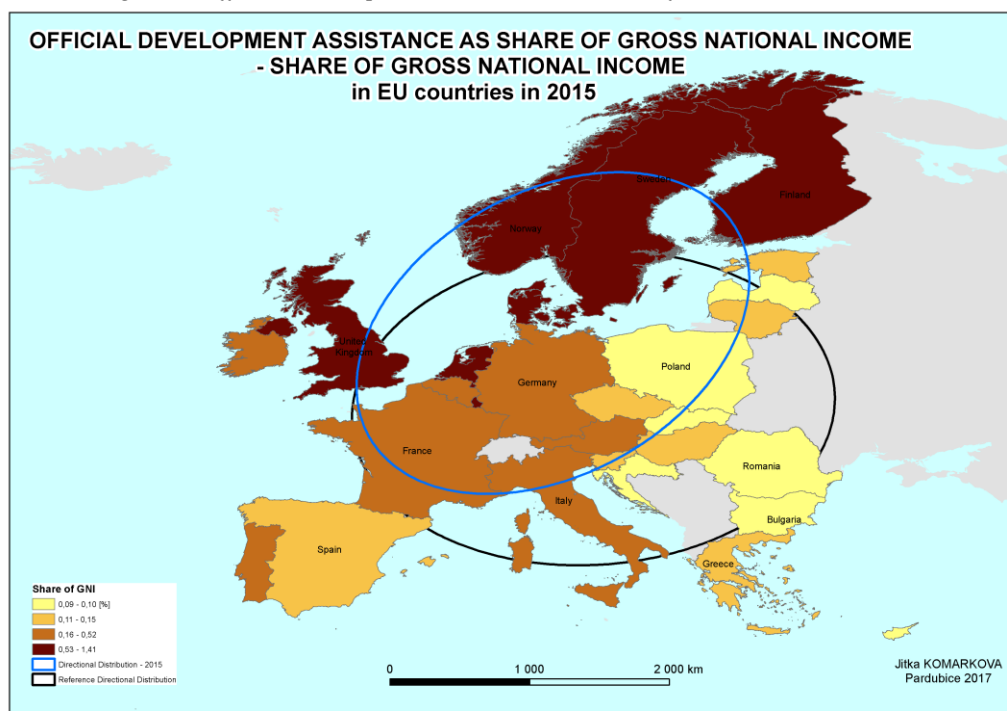 OFFICIAL DEVELOPMENT ASSISTANCE AS SHARE OF GROSS NATIONAL INCOME
- SHARE OF GROSS NATIONAL INCOME
in EU countries in 2015
Sweden
Finland
Norway
United
Kingdom
Poland
Germany
France
Romania
Italy
Bulgaria
Spain
Greece
Share of GNI
0,09 - 0,10 [%]
0,11 - 0,15
0,16 - 0,52
0,53 - 1,41
Directional Distribution - 2015
Reference Directional Distribution
0 1 000 2 000 km
Jitka KOMARKOVA
Pardubice 2017